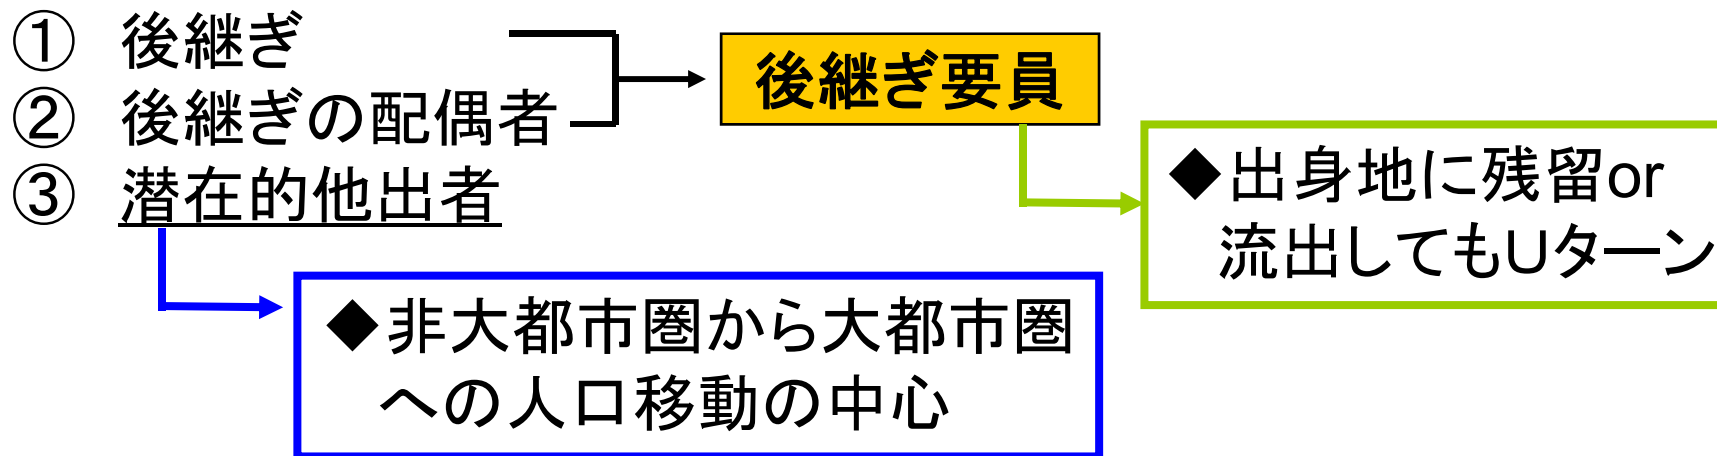 ① 後継ぎ
② 後継ぎの配偶者
③ 潜在的他出者
後継ぎ要員
◆出身地に残留or
流出してもUターン
◆非大都市圏から大都市圏
への人口移動の中心